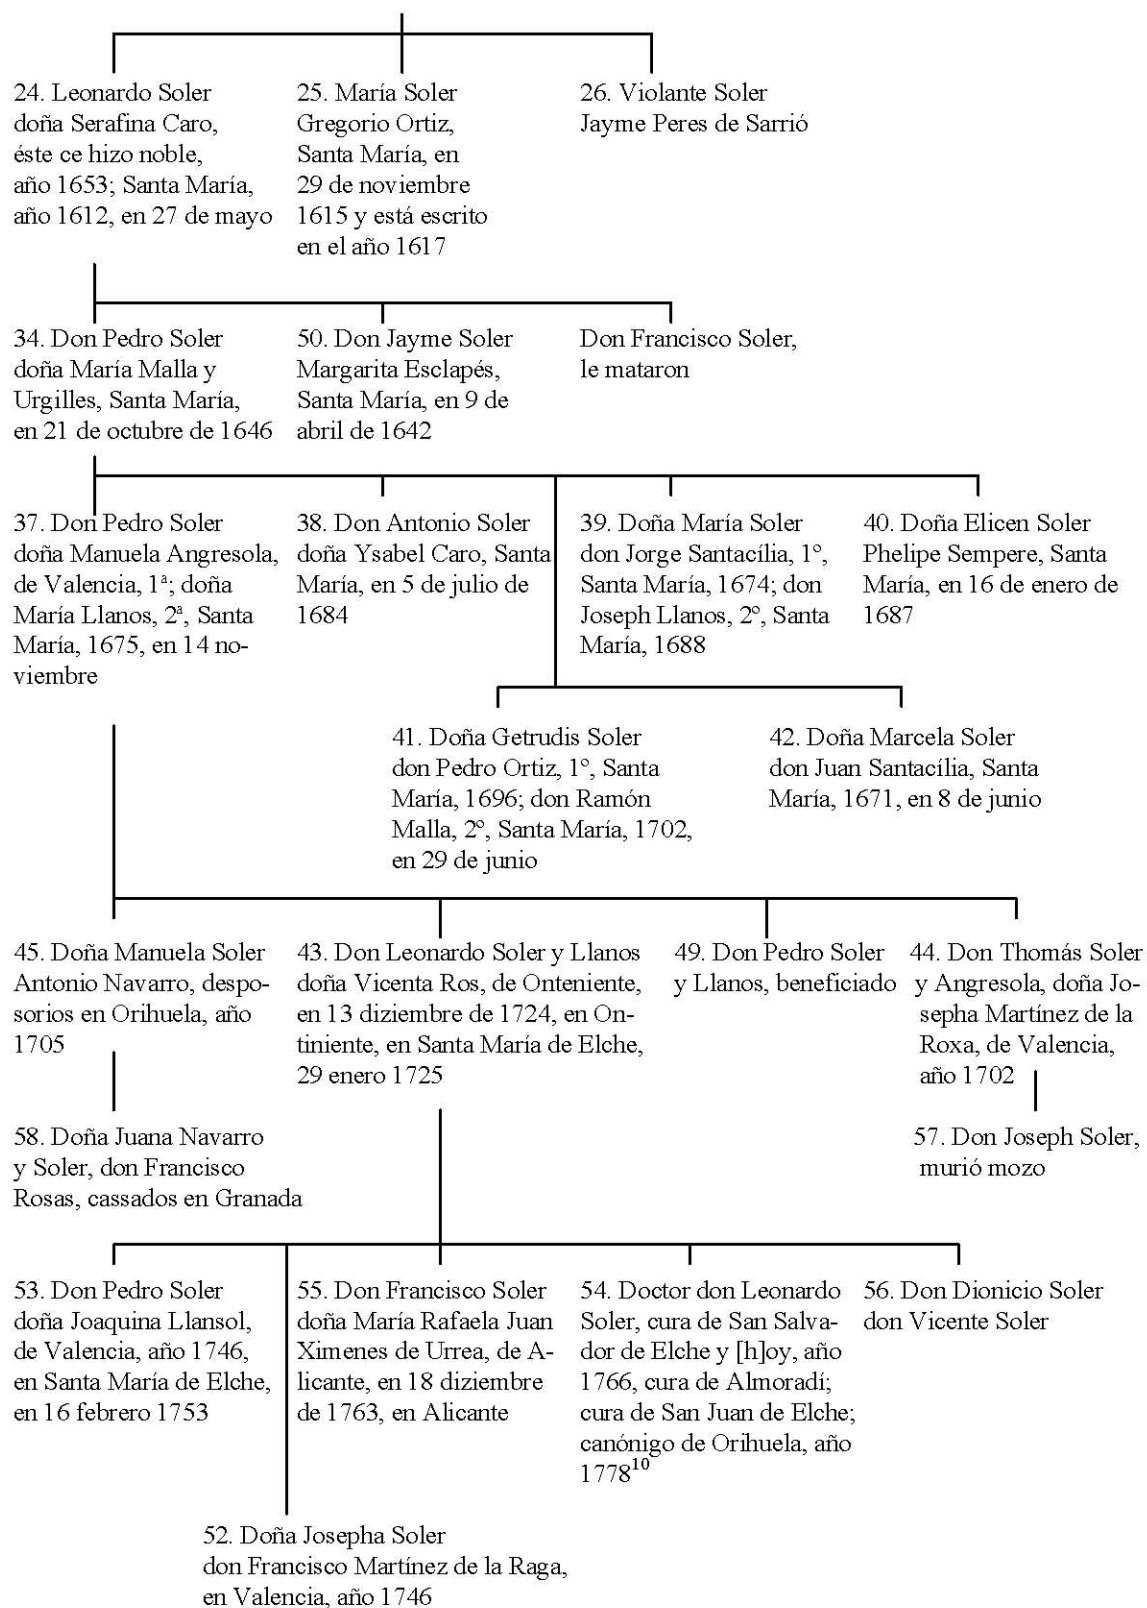 24. Leonardo Soler
doña Serafina Caro,
éste ce hizo noble,
año 1653; Santa María,
año 1612, en 27 de mayo
25. María Soler
Gregorio Ortiz,
Santa María, en
29 de noviembre
1615 y está escrito
en el año 1617
26. Violante Soler
Jayme Peres de Sarrió
34. Don Pedro Soler
doña María Malla y
Urgilles, Santa María,
en 21 de octubre de 1646
50. Don Jayme Soler
Margarita Esclapés,
Santa María, en 9 de
abril de 1642
Don Francisco Soler,
le mataron
37. Don Pedro Soler
doña Manuela Angresola,
de Valencia, 1ª; doña
María Llanos, 2ª, Santa
María, 1675, en 14 no-
viembre
38. Don Antonio Soler
doña Ysabel Caro, Santa
María, en 5 de julio de
1684
39. Doña María Soler
don Jorge Santacília, 1º,
Santa María, 1674; don
Joseph Llanos, 2º, Santa
María, 1688
40. Doña Elicen Soler
Phelipe Sempere, Santa
María, en 16 de enero de
1687
41. Doña Getrudis Soler
don Pedro Ortiz, 1º, Santa
María, 1696; don Ramón
Malla, 2º, Santa María, 1702,
en 29 de junio
42. Doña Marcela Soler
don Juan Santacília, Santa
María, 1671, en 8 de junio
45. Doña Manuela Soler
Antonio Navarro, despo-
sorios en Orihuela, año
1705
43. Don Leonardo Soler y Llanos
doña Vicenta Ros, de Onteniente,
en 13 diziembre de 1724, en On-
tiniente, en Santa María de Elche,
29 enero 1725
49. Don Pedro Soler
y Llanos, beneficiado
44. Don Thomás Soler
y Angresola, doña Jo-
sepha Martínez de la
Roxa, de Valencia,
año 1702
58. Doña Juana Navarro
y Soler, don Francisco
Rosas, cassados en Granada
57. Don Joseph Soler,
murió mozo
53. Don Pedro Soler
doña Joaquina Llansol,
de Valencia, año 1746,
en Santa María de Elche,
en 16 febrero 1753
55. Don Francisco Soler
doña María Rafaela Juan
Ximenes de Urrea, de A-
licante, en 18 diziembre
de 1763, en Alicante
54. Doctor don Leonardo
Soler, cura de San Salva-
dor de Elche y [h]oy, año
1766, cura de Almoradí;
cura de San Juan de Elche;
canónigo de Orihuela, año
1778¹⁰
56. Don Dionicio Soler
don Vicente Soler
52. Doña Josepha Soler
don Francisco Martínez de la Raga,
en Valencia, año 1746